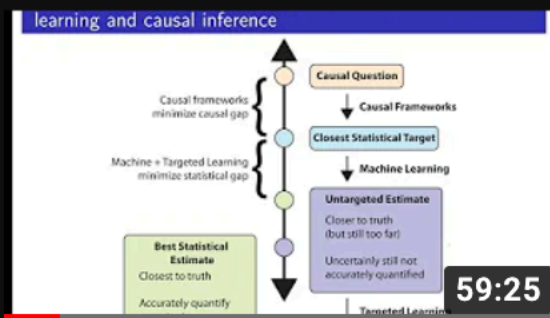 learning and causal inference
Causal frameworks
minimize causal gap
Machine + Targeted Learning
minimize statistical gap
Causal Question
Causal Frameworks
Closest Statistical Target
Machine Learning
Untargeted Estimate
Closer to truth
(but still too far)
Uncertainly still not
accurately quantified
Best Statistical
Estimate
Closest to truth
Accurately quantify
Targeted Learning
59:25